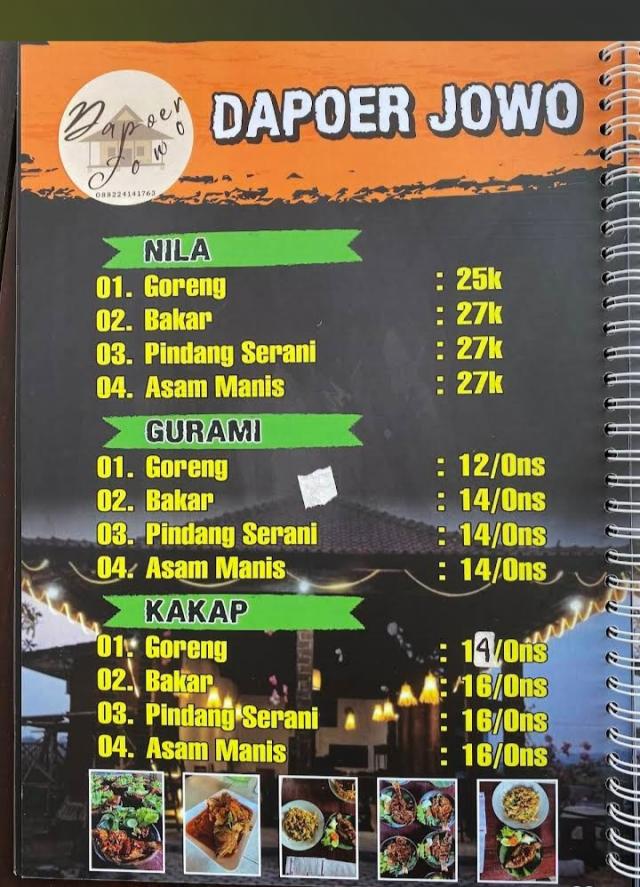 Dapoer
Jowo
088224141763
DAPOER JOWO
NILA
01. Goreng : 25k
02. Bakar : 27k
03. Pindang Serani : 27k
04. Asam Manis : 27k
GURAMI
01. Goreng : 12/Ons
02. Bakar : 14/Ons
03. Pindang Serani : 14/Ons
04. Asam Manis : 14/Ons
KAKAP
01. Goreng : 14/Ons
02. Bakar : 16/Ons
03. Pindang Serani : 16/Ons
04. Asam Manis : 16/Ons